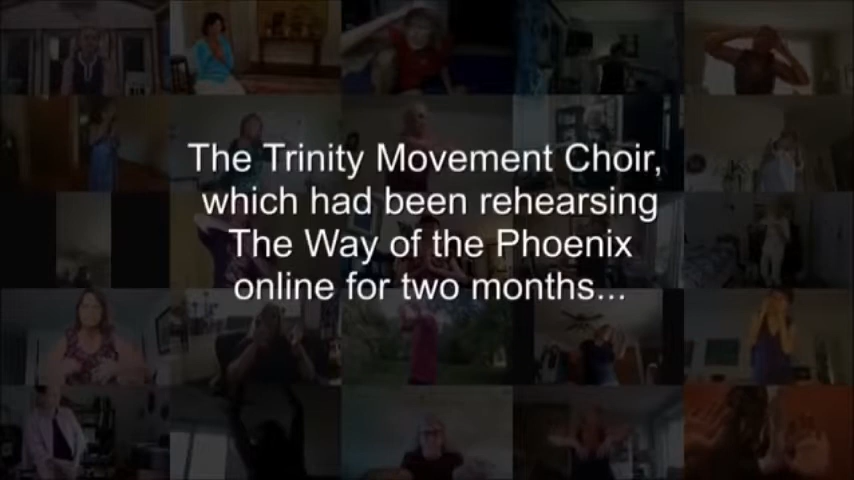 The Trinity Movement Choir,
which had been rehearsing
The Way of the Phoenix
online for two months...